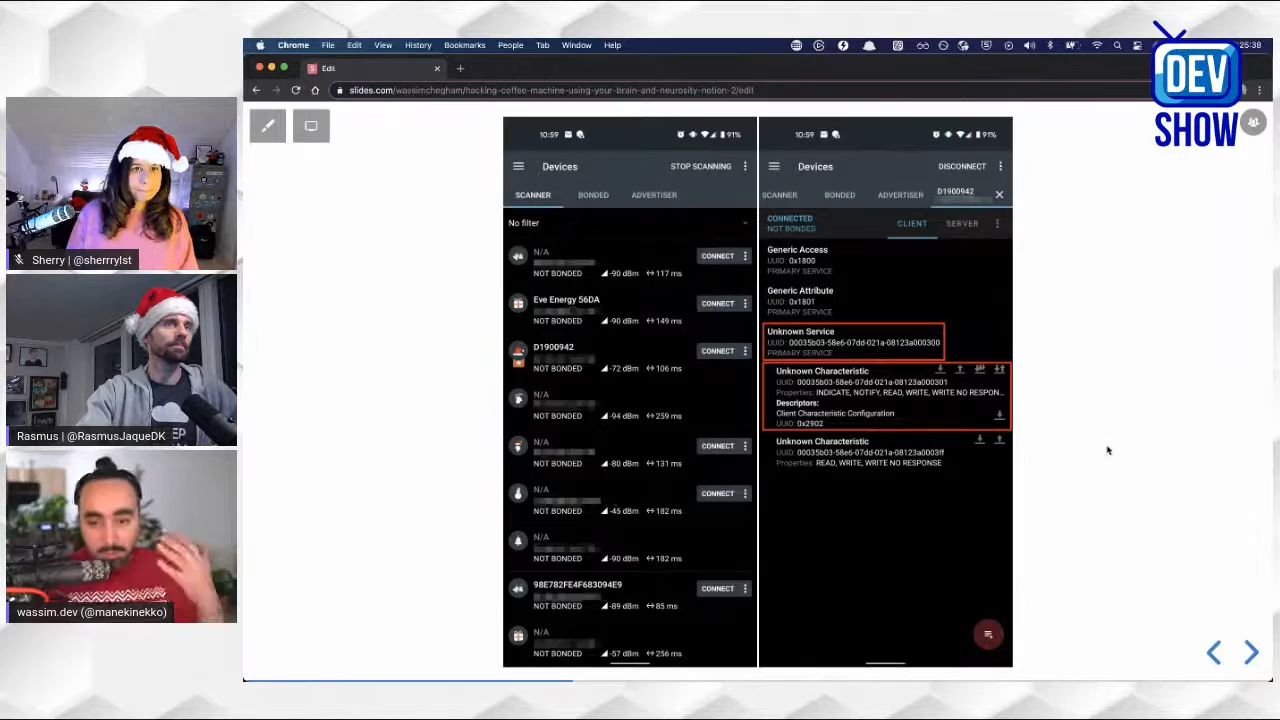 Chrome File Edit View History Bookmarks People Tab Window Help
25:38
Edit
slides.com/wassimchegham/hacking-coffee-machine-using-your-brain-and-neurosity-notion-2/edit
DEV
SHOW
Sherry | @sherrrylst
Rasmus | @RasmusJaqueDK
wassim.dev (@manekinekko)
10:59
91%
Devices
STOP SCANNING
SCANNER BONDED ADVERTISER
No filter
N/A
CONNECT
NOT BONDED -90 dBm 117 ms
Eve Energy 56DA
CONNECT
NOT BONDED -90 dBm 149 ms
D1900942
CONNECT
NOT BONDED -72 dBm 106 ms
N/A
NOT BONDED -94 dBm 259 ms
N/A
CONNECT
NOT BONDED -80 dBm 131 ms
N/A
CONNECT
NOT BONDED -45 dBm 182 ms
N/A
NOT BONDED -90 dBm 182 ms
98E782FE4F683094E9
CONNECT
NOT BONDED -89 dBm 85 ms
N/A
NOT BONDED -57 dBm 256 ms
10:59
91%
Devices
DISCONNECT
SCANNER BONDED ADVERTISER D1900942
CONNECTED
NOT BONDED
CLIENT SERVER
Generic Access
UUID: 0x1800
PRIMARY SERVICE
Generic Attribute
UUID: 0x1801
PRIMARY SERVICE
Unknown Service
UUID: 00035b03-58e6-07dd-021a-08123a000300
PRIMARY SERVICE
Unknown Characteristic
UUID: 00035b03-58e6-07dd-021a-08123a000301
Properties: INDICATE, NOTIFY, READ, WRITE, WRITE NO RESPON...
Descriptors:
Client Characteristic Configuration
UUID: 0x2902
Unknown Characteristic
UUID: 00035b03-58e6-07dd-021a-08123a0003ff
Properties: READ, WRITE, WRITE NO RESPONSE